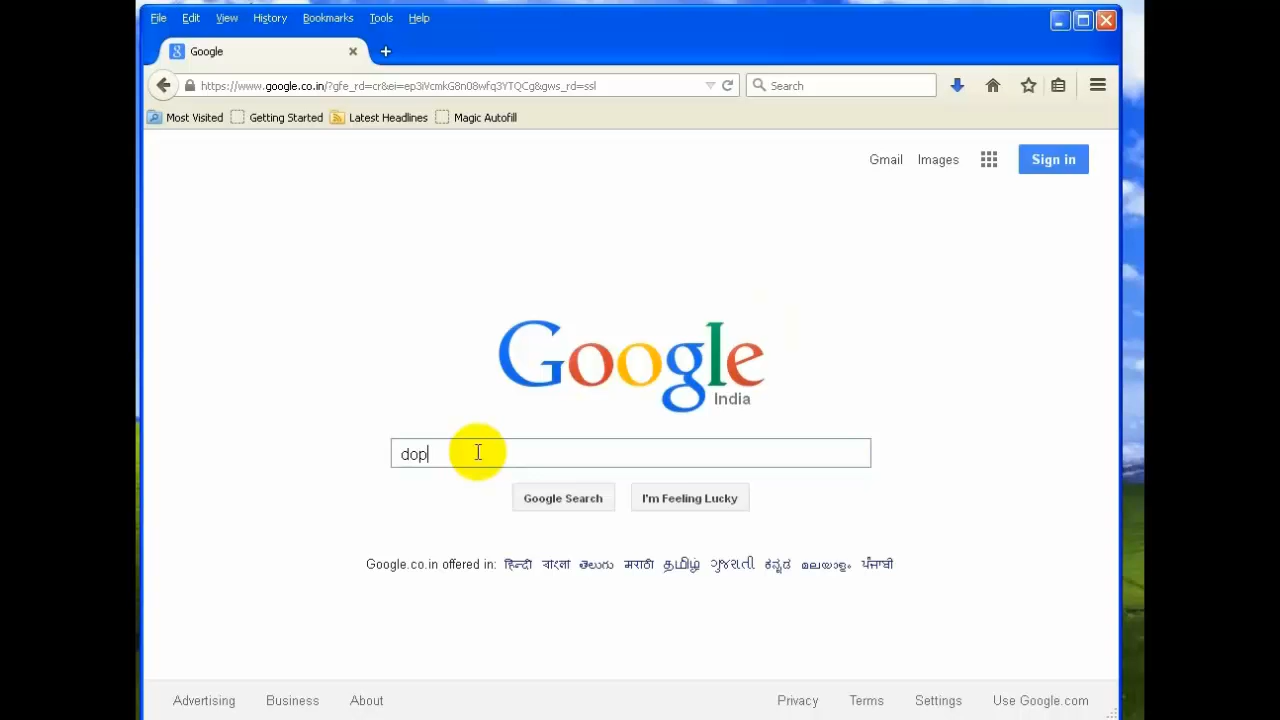 File Edit View History Bookmarks Tools Help
Google
https://www.google.co.in/?gfe_rd=cr&ei=ep3iVcmkG8n08wfq3YTQCg&gws_rd=ssl Search
Most Visited Getting Started Latest Headlines Magic Autofill
Gmail Images Sign in
Google
India
dop
Google Search I'm Feeling Lucky
Google.co.in offered in: हिन्दी বাংলা తెలుగు मराठी தமிழ் ગુજરાતી ಕನ್ನಡ മലയാളം ਪੰਜਾਬੀ
Advertising Business About Privacy Terms Settings Use Google.com